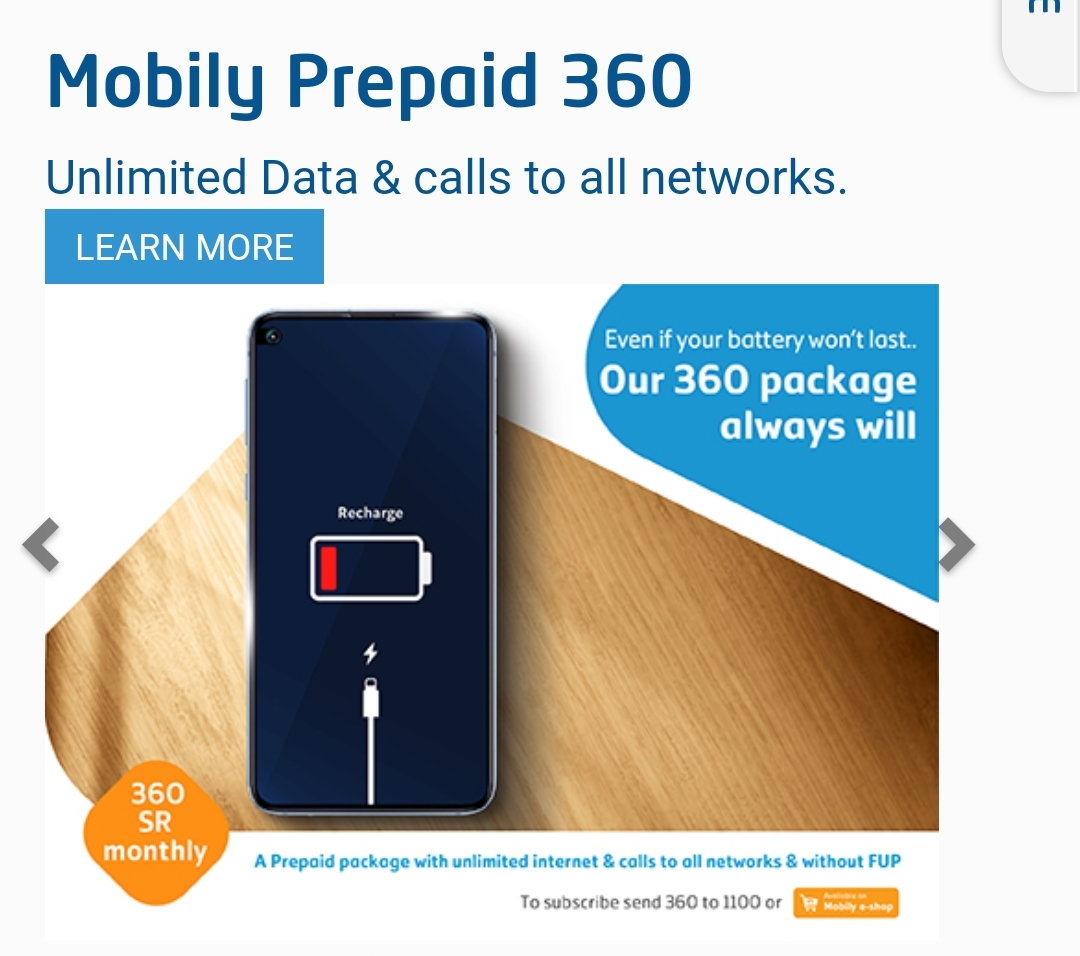 Mobily Prepaid 360
Unlimited Data & calls to all networks.
LEARN MORE
Even if your battery won't last..
Our 360 package
always will
Recharge
360
SR
monthly
A Prepaid package with unlimited internet & calls to all networks & without FUP
To subscribe send 360 to 1100 or
Available on
Mobily e-shop